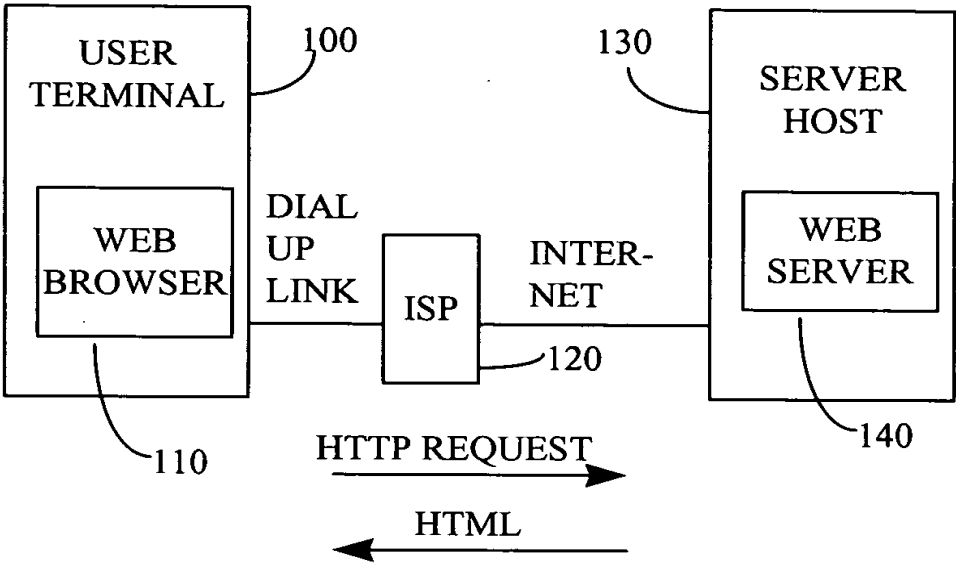 USER
TERMINAL
100
130
SERVER
HOST
WEB
BROWSER
DIAL
UP
LINK
ISP
INTER-
NET
WEB
SERVER
120
110
140
HTTP REQUEST
HTML